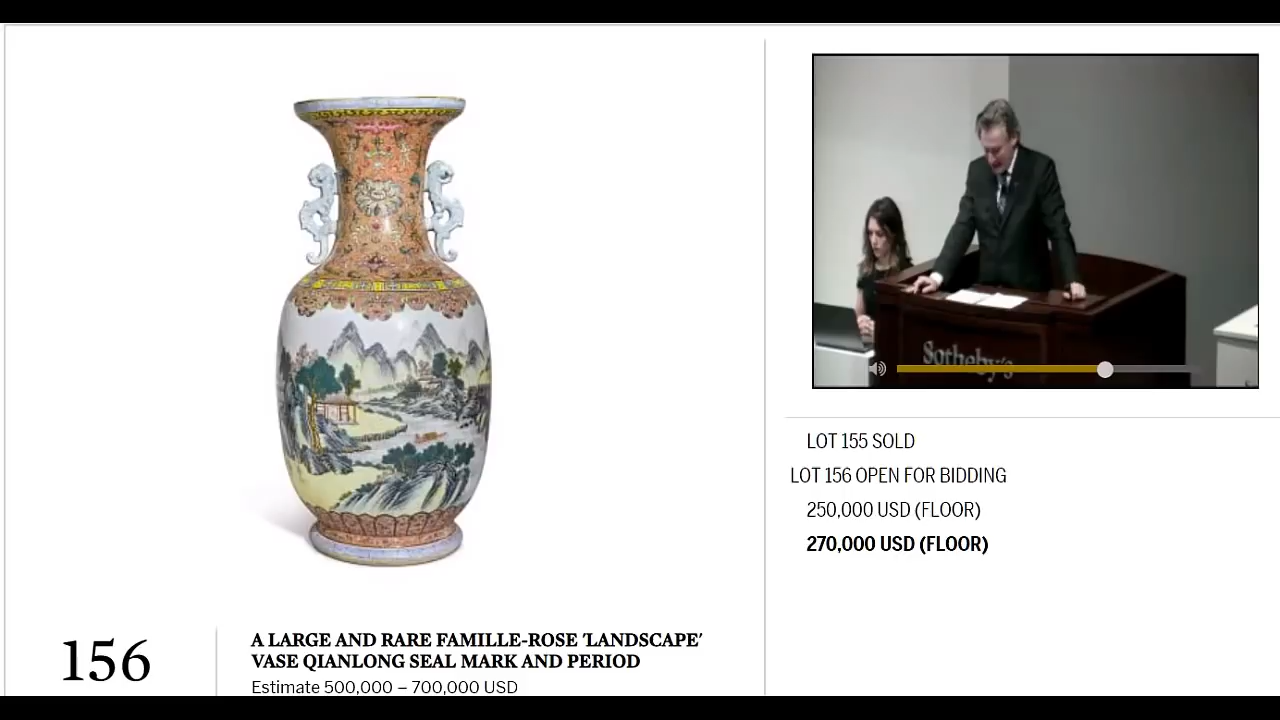 Sotheby's
LOT 155 SOLD
LOT 156 OPEN FOR BIDDING
250,000 USD (FLOOR)
270,000 USD (FLOOR)
156
A LARGE AND RARE FAMILLE-ROSE 'LANDSCAPE'
VASE QIANLONG SEAL MARK AND PERIOD
Estimate 500,000 – 700,000 USD